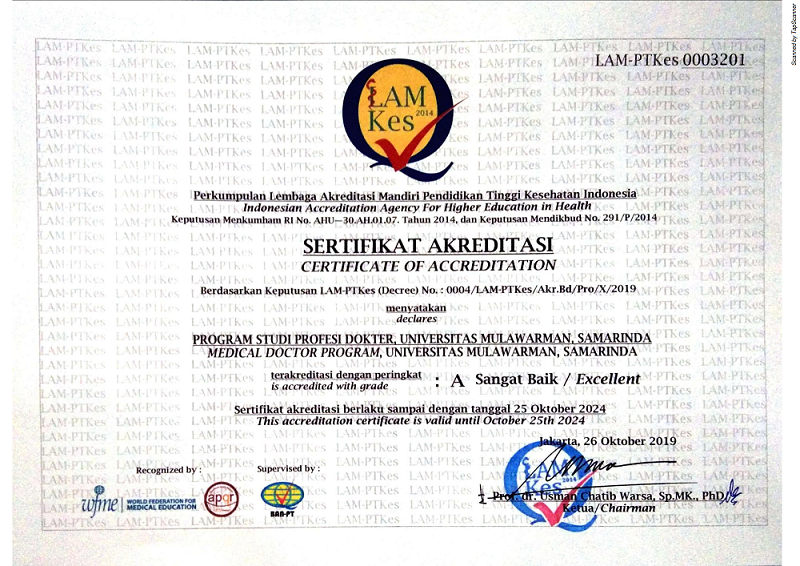 Scanned by TapScanner
LAM-PTKes 0003201
LAM
Kes 2014
Perkumpulan Lembaga Akreditasi Mandiri Pendidikan Tinggi Kesehatan Indonesia
Indonesian Accreditation Agency For Higher Education in Health
Keputusan Menkumham RI No. AHU—30.AH.01.07. Tahun 2014, dan Keputusan Mendikbud No. 291/P/2014
SERTIFIKAT AKREDITASI
CERTIFICATE OF ACCREDITATION
Berdasarkan Keputusan LAM-PTKes (Decree) No. : 0004/LAM-PTKes/Akr.Bd/Pro/X/2019
menyatakan
declares
PROGRAM STUDI PROFESI DOKTER, UNIVERSITAS MULAWARMAN, SAMARINDA
MEDICAL DOCTOR PROGRAM, UNIVERSITAS MULAWARMAN, SAMARINDA
terakreditasi dengan peringkat
is accredited with grade : A Sangat Baik / Excellent
Sertifikat akreditasi berlaku sampai dengan tanggal 25 Oktober 2024
This accreditation certificate is valid until October 25th 2024
Jakarta, 26 Oktober 2019
LAM
Kes 2014
Prof. dr. Usman Chatib Warsa, Sp.MK., PhD
Ketua/Chairman
Recognized by :
Supervised by :
wfme WORLD FEDERATION FOR
MEDICAL EDUCATION
apqr
BAN-PT